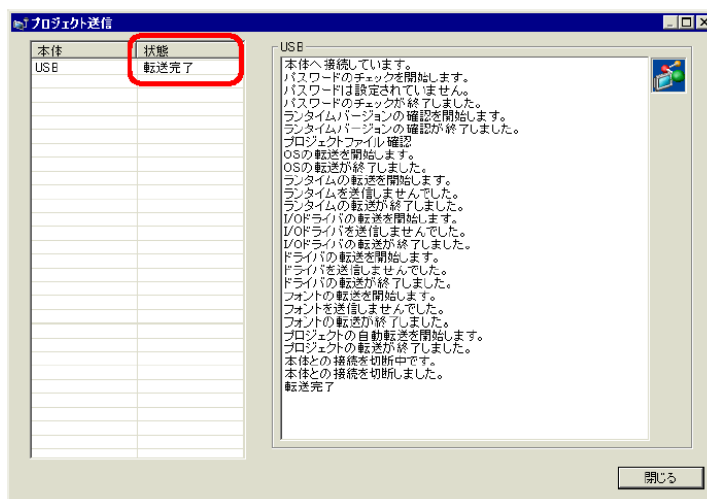 プロジェクト送信
本体 状態
USB 転送完了
USB
本体へ接続しています。
パスワードのチェックを開始します。
パスワードは設定されていません。
パスワードのチェックが終了しました。
ランタイムバージョンの確認を開始します。
ランタイムバージョンの確認が終了しました。
プロジェクトファイル確認
OSの転送を開始します。
OSの転送が終了しました。
ランタイムの転送を開始します。
ランタイムを送信しませんでした。
ランタイムの転送が終了しました。
I/Oドライバの転送を開始します。
I/Oドライバを送信しませんでした。
I/Oドライバの転送が終了しました。
ドライバの転送を開始します。
ドライバを送信しませんでした。
ドライバの転送が終了しました。
フォントの転送を開始します。
フォントを送信しませんでした。
フォントの転送が終了しました。
プロジェクトの自動転送を開始します。
プロジェクトの転送が終了しました。
本体との接続を切断中です。
本体との接続を切断しました。
転送完了
閉じる